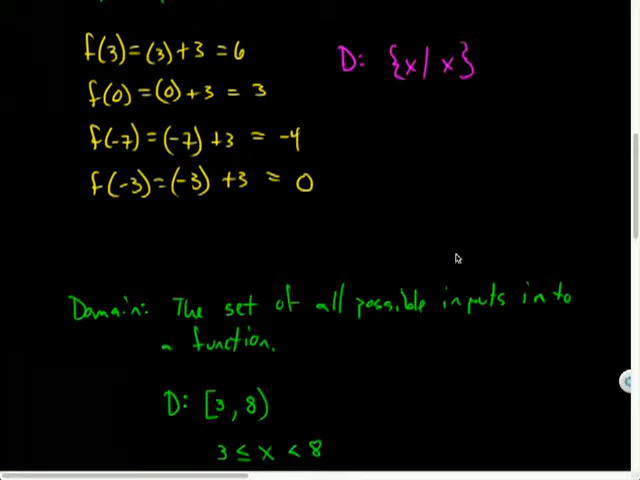 f(3)=(3)+3=6
D: {x/x}
f(0)=(0)+3=3
f(-7)=(-7)+3=-4
f(-3)=(-3)+3=0
Domain: The set of all possible inputs into
a function.
D: [3,8)
3≤x<8